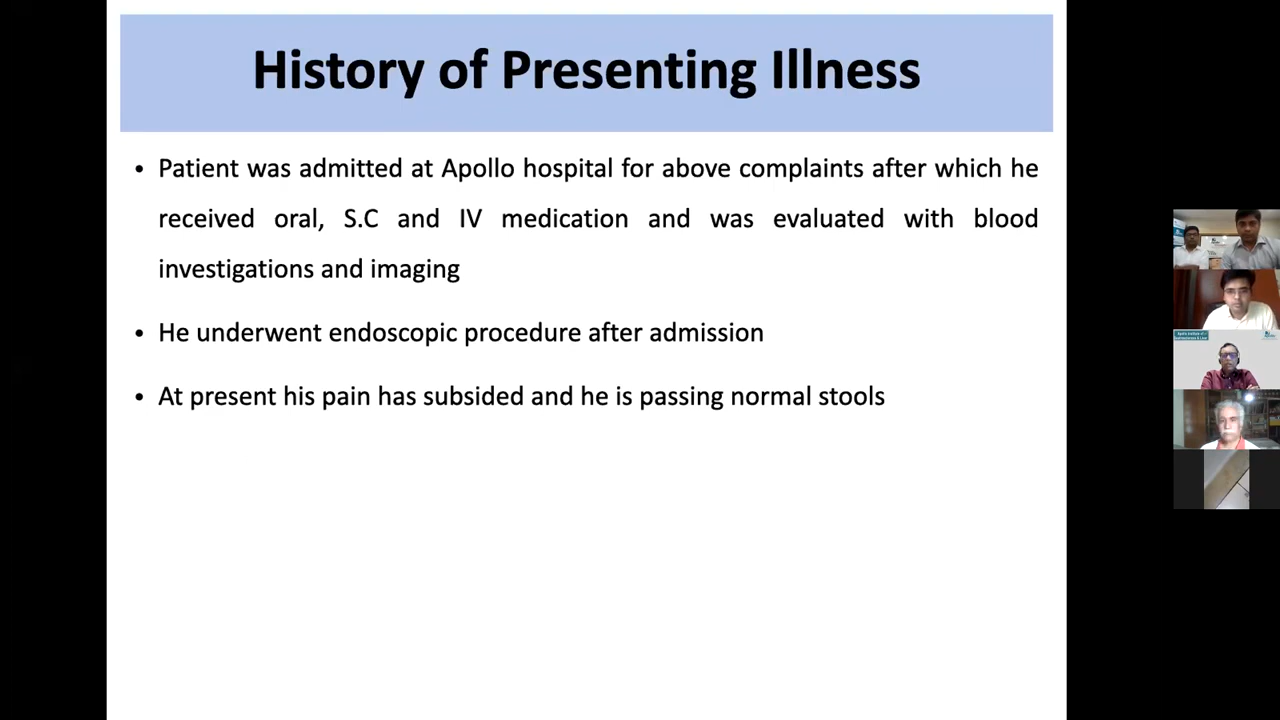 History of Presenting Illness
• Patient was admitted at Apollo hospital for above complaints after which he
received oral, S.C and IV medication and was evaluated with blood
investigations and imaging
• He underwent endoscopic procedure after admission
• At present his pain has subsided and he is passing normal stools